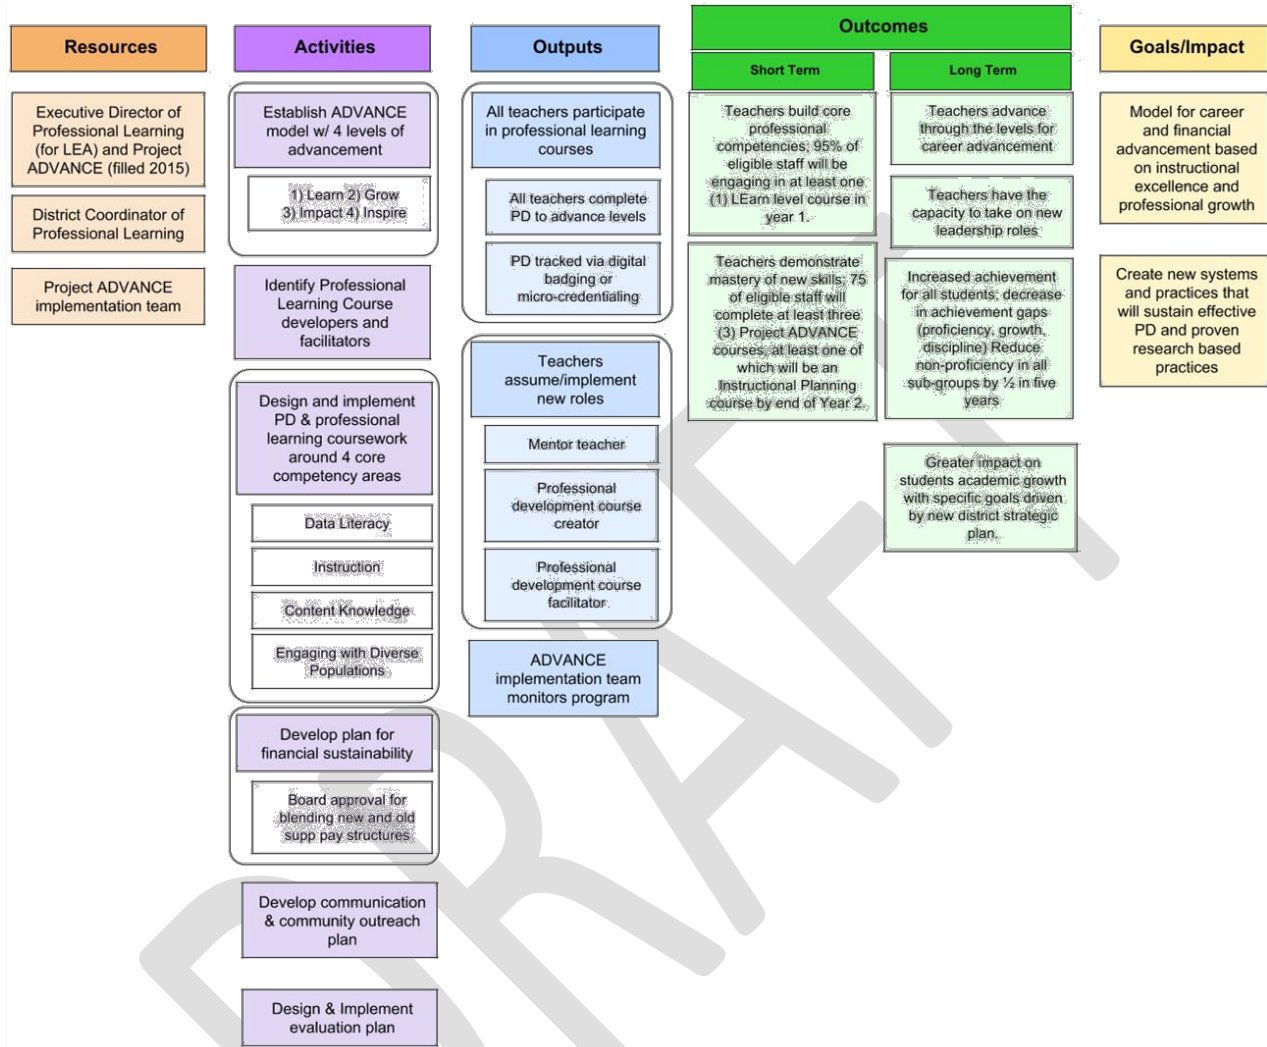 Resources
Executive Director of
Professional Learning
(for LEA) and Project
ADVANCE (filled 2015)
District Coordinator of
Professional Learning
Project ADVANCE
implementation team
Activities
Establish ADVANCE
model w/ 4 levels of
advancement
1) Learn 2) Grow
3) Impact 4) Inspire
Identify Professional
Learning Course
developers and
facilitators
Design and implement
PD & professional
learning coursework
around 4 core
competency areas
Data Literacy
Instruction
Content Knowledge
Engaging with Diverse
Populations
Develop plan for
financial sustainability
Board approval for
blending new and old
supp pay structures
Develop communication
& community outreach
plan
Design & Implement
evaluation plan
Outputs
All teachers participate
in professional learning
courses
All teachers complete
PD to advance levels
PD tracked via digital
badging or
micro-credentialing
Teachers
assume/implement
new roles
Mentor teacher
Professional
development course
creator
Professional
development course
facilitator
ADVANCE
implementation team
monitors program
Outcomes
Short Term
Teachers build core
professional
competencies; 95% of
eligible staff will be
engaging in at least one
(1) LEarn level course in
year 1.
Teachers demonstrate
mastery of new skills; 75
of eligible staff will
complete at least three
(3) Project ADVANCE
courses, at least one of
which will be an
Instructional Planning
course by end of Year 2.
Long Term
Teachers advance
through the levels for
career advancement
Teachers have the
capacity to take on new
leadership roles
Increased achievement
for all students; decrease
in achievement gaps
(proficiency, growth,
discipline) Reduce
non-proficiency in all
sub-groups by ½ in five
years
Greater impact on
students academic growth
with specific goals driven
by new district strategic
plan.
Goals/Impact
Model for career
and financial
advancement based
on instructional
excellence and
professional growth
Create new systems
and practices that
will sustain effective
PD and proven
research based
practices
DRAFT